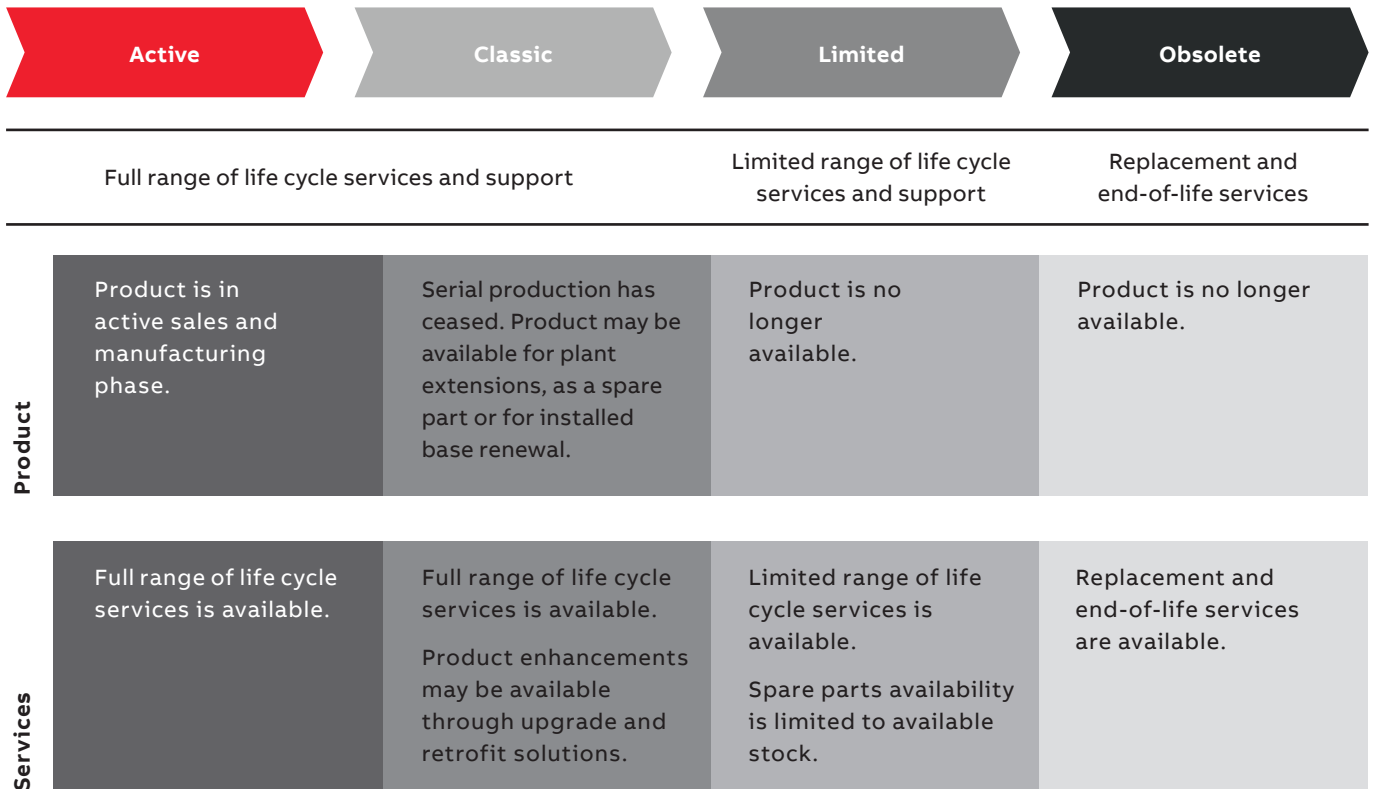 Active
Classic
Limited
Obsolete
Full range of life cycle services and support
Limited range of life cycle
services and support
Replacement and
end-of-life services
Product
Product is in
active sales and
manufacturing
phase.
Serial production has
ceased. Product may be
available for plant
extensions, as a spare
part or for installed
base renewal.
Product is no
longer
available.
Product is no longer
available.
Services
Full range of life cycle
services is available.
Full range of life cycle
services is available.
Product enhancements
may be available
through upgrade and
retrofit solutions.
Limited range of life
cycle services is
available.
Spare parts availability
is limited to available
stock.
Replacement and
end-of-life services
are available.